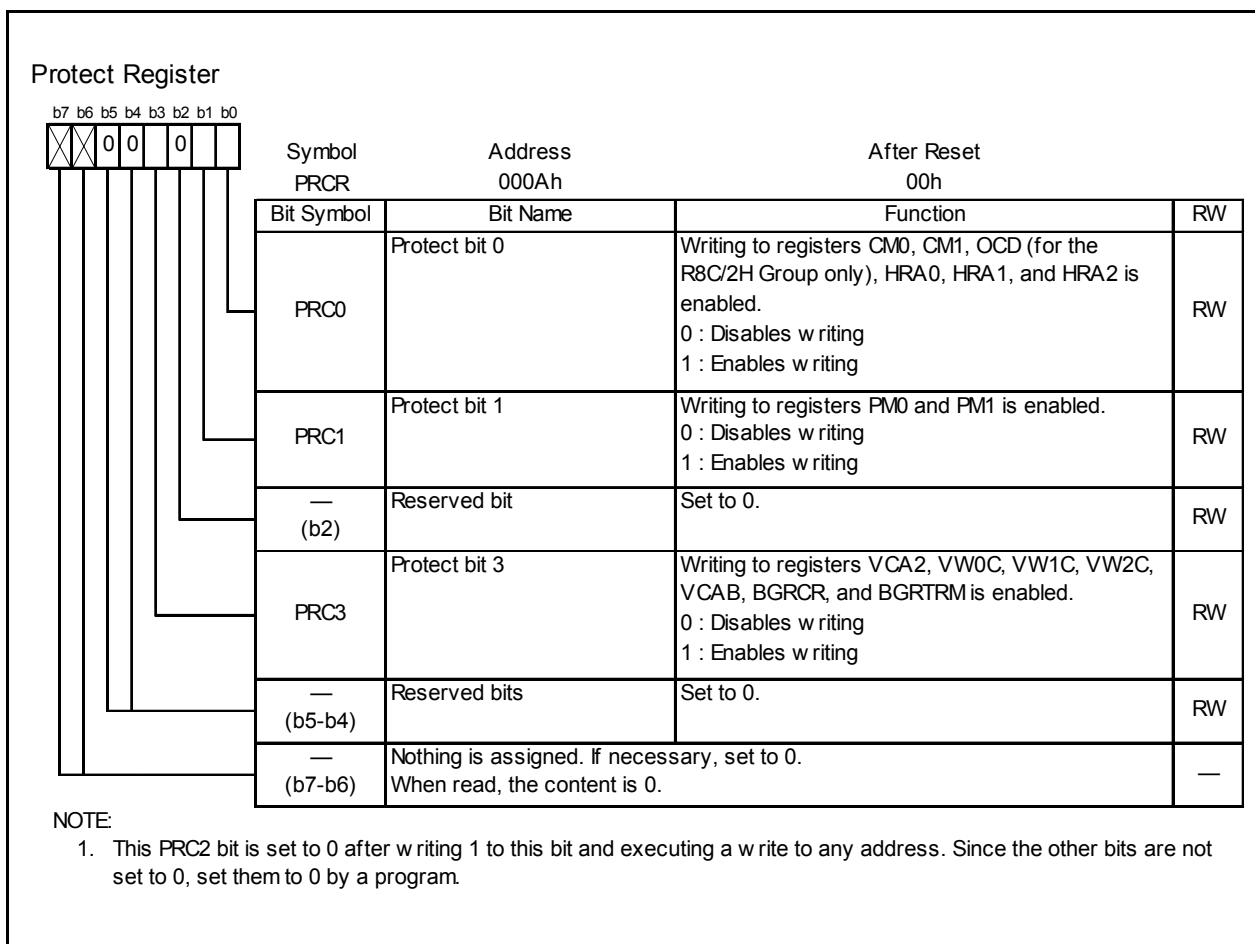 Protect Register
b7 b6 b5 b4 b3 b2 b1 b0
0 0 0
Symbol Address After Reset
PRCR 000Ah 00h
Bit Symbol Bit Name Function RW
PRC0 Protect bit 0 Writing to registers CM0, CM1, OCD (for the
R8C/2H Group only), HRA0, HRA1, and HRA2 is
enabled.
0 : Disables w riting
1 : Enables w riting
RW
PRC1 Protect bit 1 Writing to registers PM0 and PM1 is enabled.
0 : Disables w riting
1 : Enables w riting
RW
—
(b2)
Reserved bit Set to 0. RW
PRC3 Protect bit 3 Writing to registers VCA2, VW0C, VW1C, VW2C,
VCAB, BGRCR, and BGRTRM is enabled.
0 : Disables w riting
1 : Enables w riting
RW
—
(b5-b4)
Reserved bits Set to 0. RW
—
(b7-b6)
Nothing is assigned. If necessary, set to 0.
When read, the content is 0.
—
NOTE:
1. This PRC2 bit is set to 0 after w riting 1 to this bit and executing a w rite to any address. Since the other bits are not
set to 0, set them to 0 by a program.